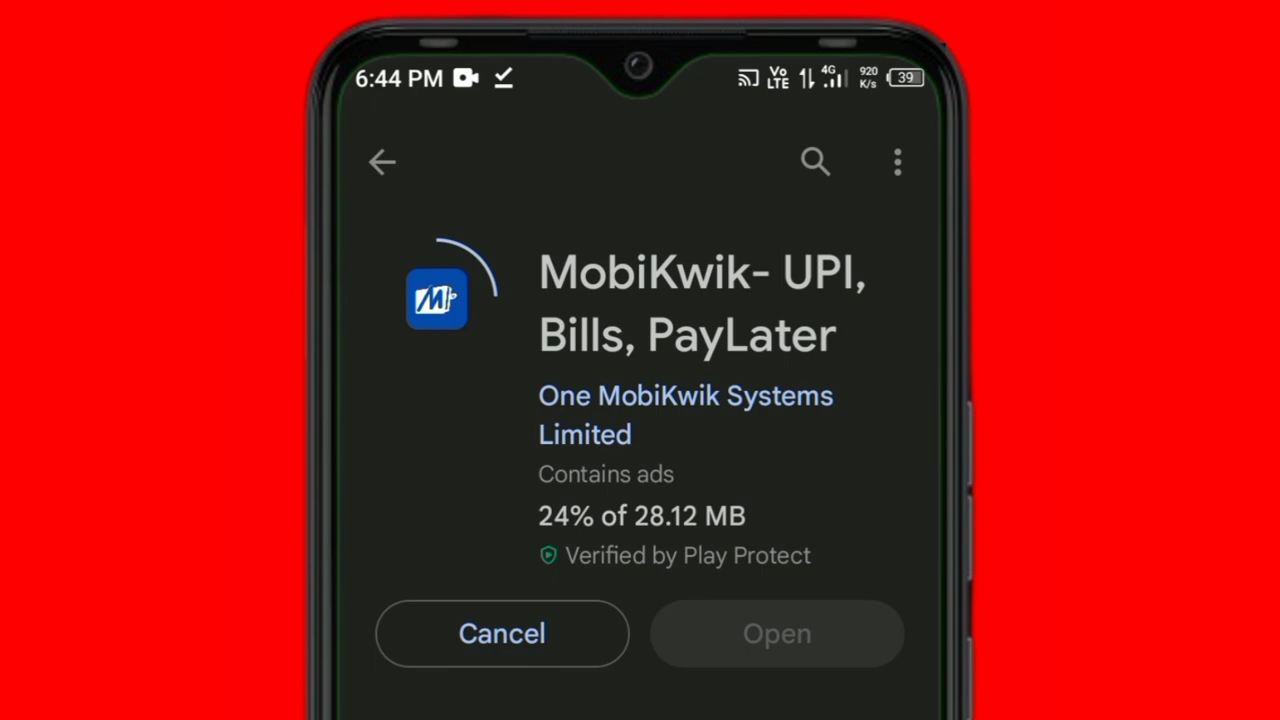 6:44 PM Vo LTE 4G 920 K/s 39
MobiKwik- UPI,
Bills, PayLater
One MobiKwik Systems
Limited
Contains ads
24% of 28.12 MB
Verified by Play Protect
Cancel Open